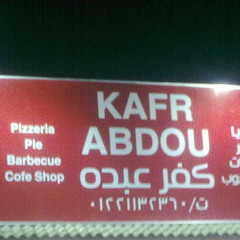 KAFR
ABDOU
كفر عبده
ت/٠١٢٢١١٣٢٣٦٠
Pizzeria
Pie
Barbecue
Cofe Shop